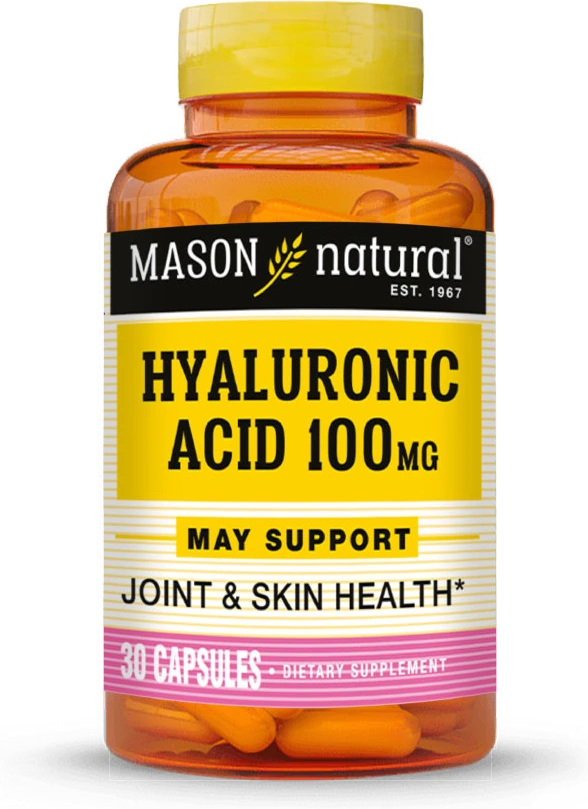 MASON natural®
EST. 1967
HYALURONIC
ACID 100MG
MAY SUPPORT
JOINT & SKIN HEALTH*
30 CAPSULES • DIETARY SUPPLEMENT